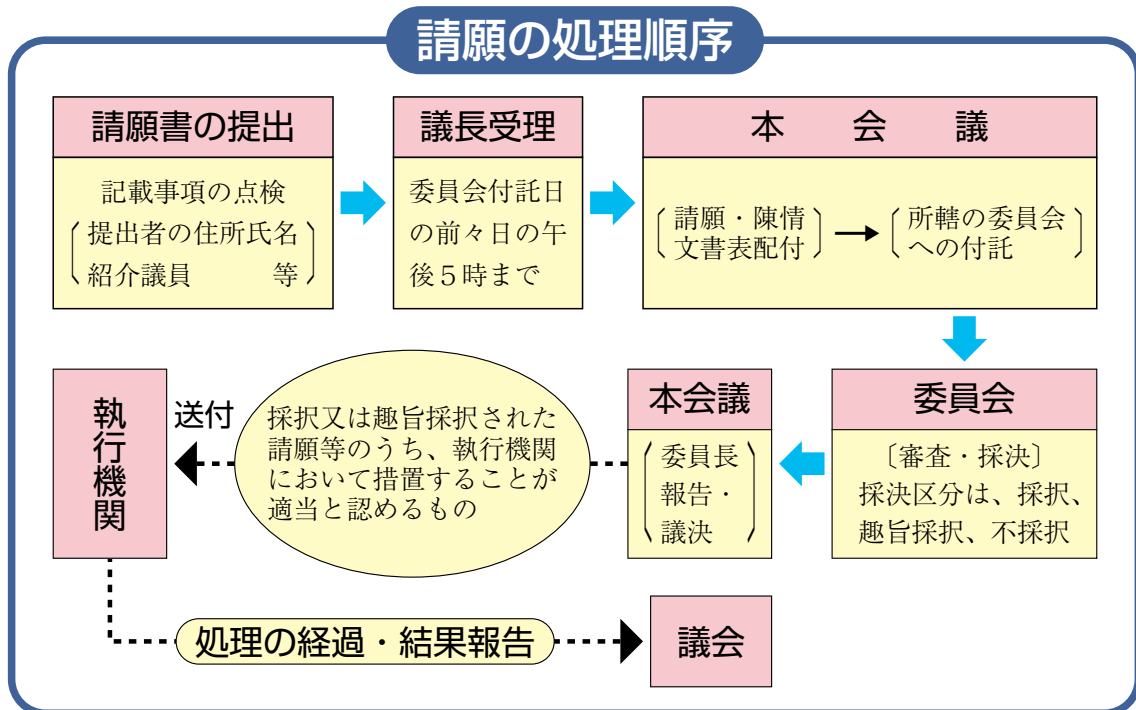 請願の処理順序
請願書の提出
記載事項の点検
提出者の住所氏名
紹介議員　　　等
議長受理
委員会付託日
の前々日の午
後５時まで
本　会　議
請願・陳情
文書表配付
所轄の委員会
への付託
委員会
〔審査・採決〕
採決区分は、採択、
趣旨採択、不採択
本会議
委員長
報告・
議決
採択又は趣旨採択された
請願等のうち、執行機関
において措置することが
適当と認めるもの
送付
執行機関
処理の経過・結果報告
議会